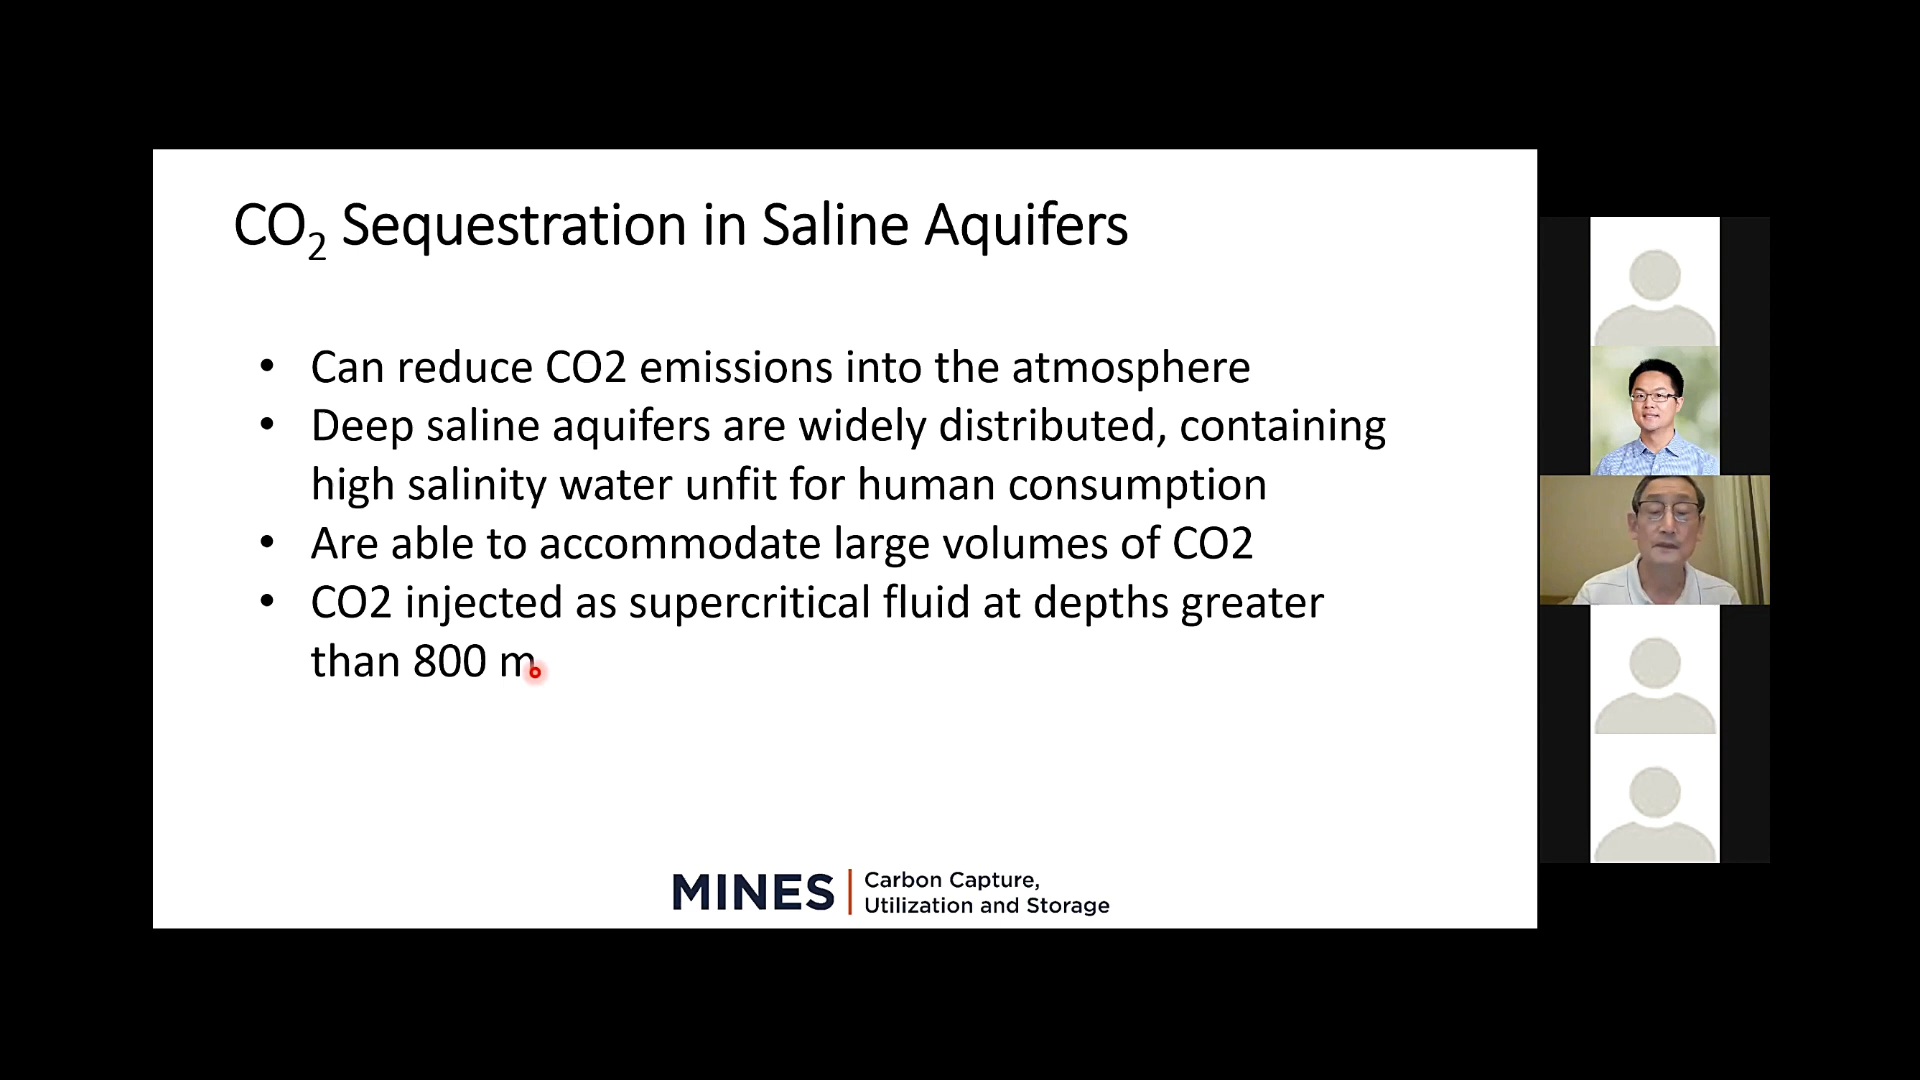 CO₂ Sequestration in Saline Aquifers
• Can reduce CO2 emissions into the atmosphere
• Deep saline aquifers are widely distributed, containing
high salinity water unfit for human consumption
• Are able to accommodate large volumes of CO2
• CO2 injected as supercritical fluid at depths greater
than 800 m
MINES | Carbon Capture,
Utilization and Storage